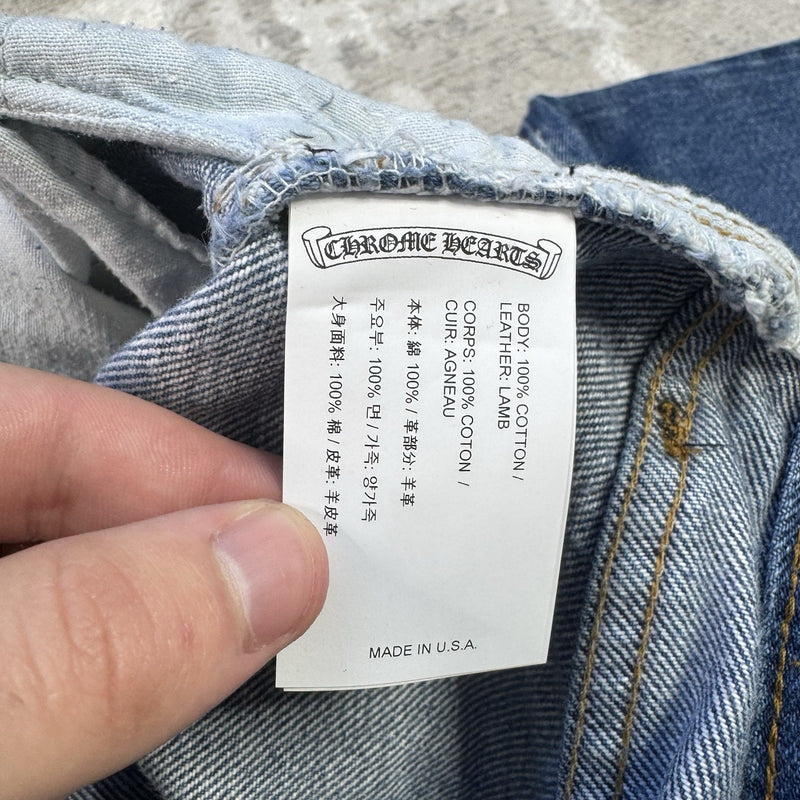 CHROME HEARTS
BODY: 100% COTTON /
LEATHER: LAMB
CORPS: 100% COTON /
CUIR: AGNEAU
本体: 綿 100% / 革部分: 羊革
주요부: 100% 면 / 가죽: 양가죽
大身面料: 100% 棉 / 皮革: 羊皮革
MADE IN U.S.A.